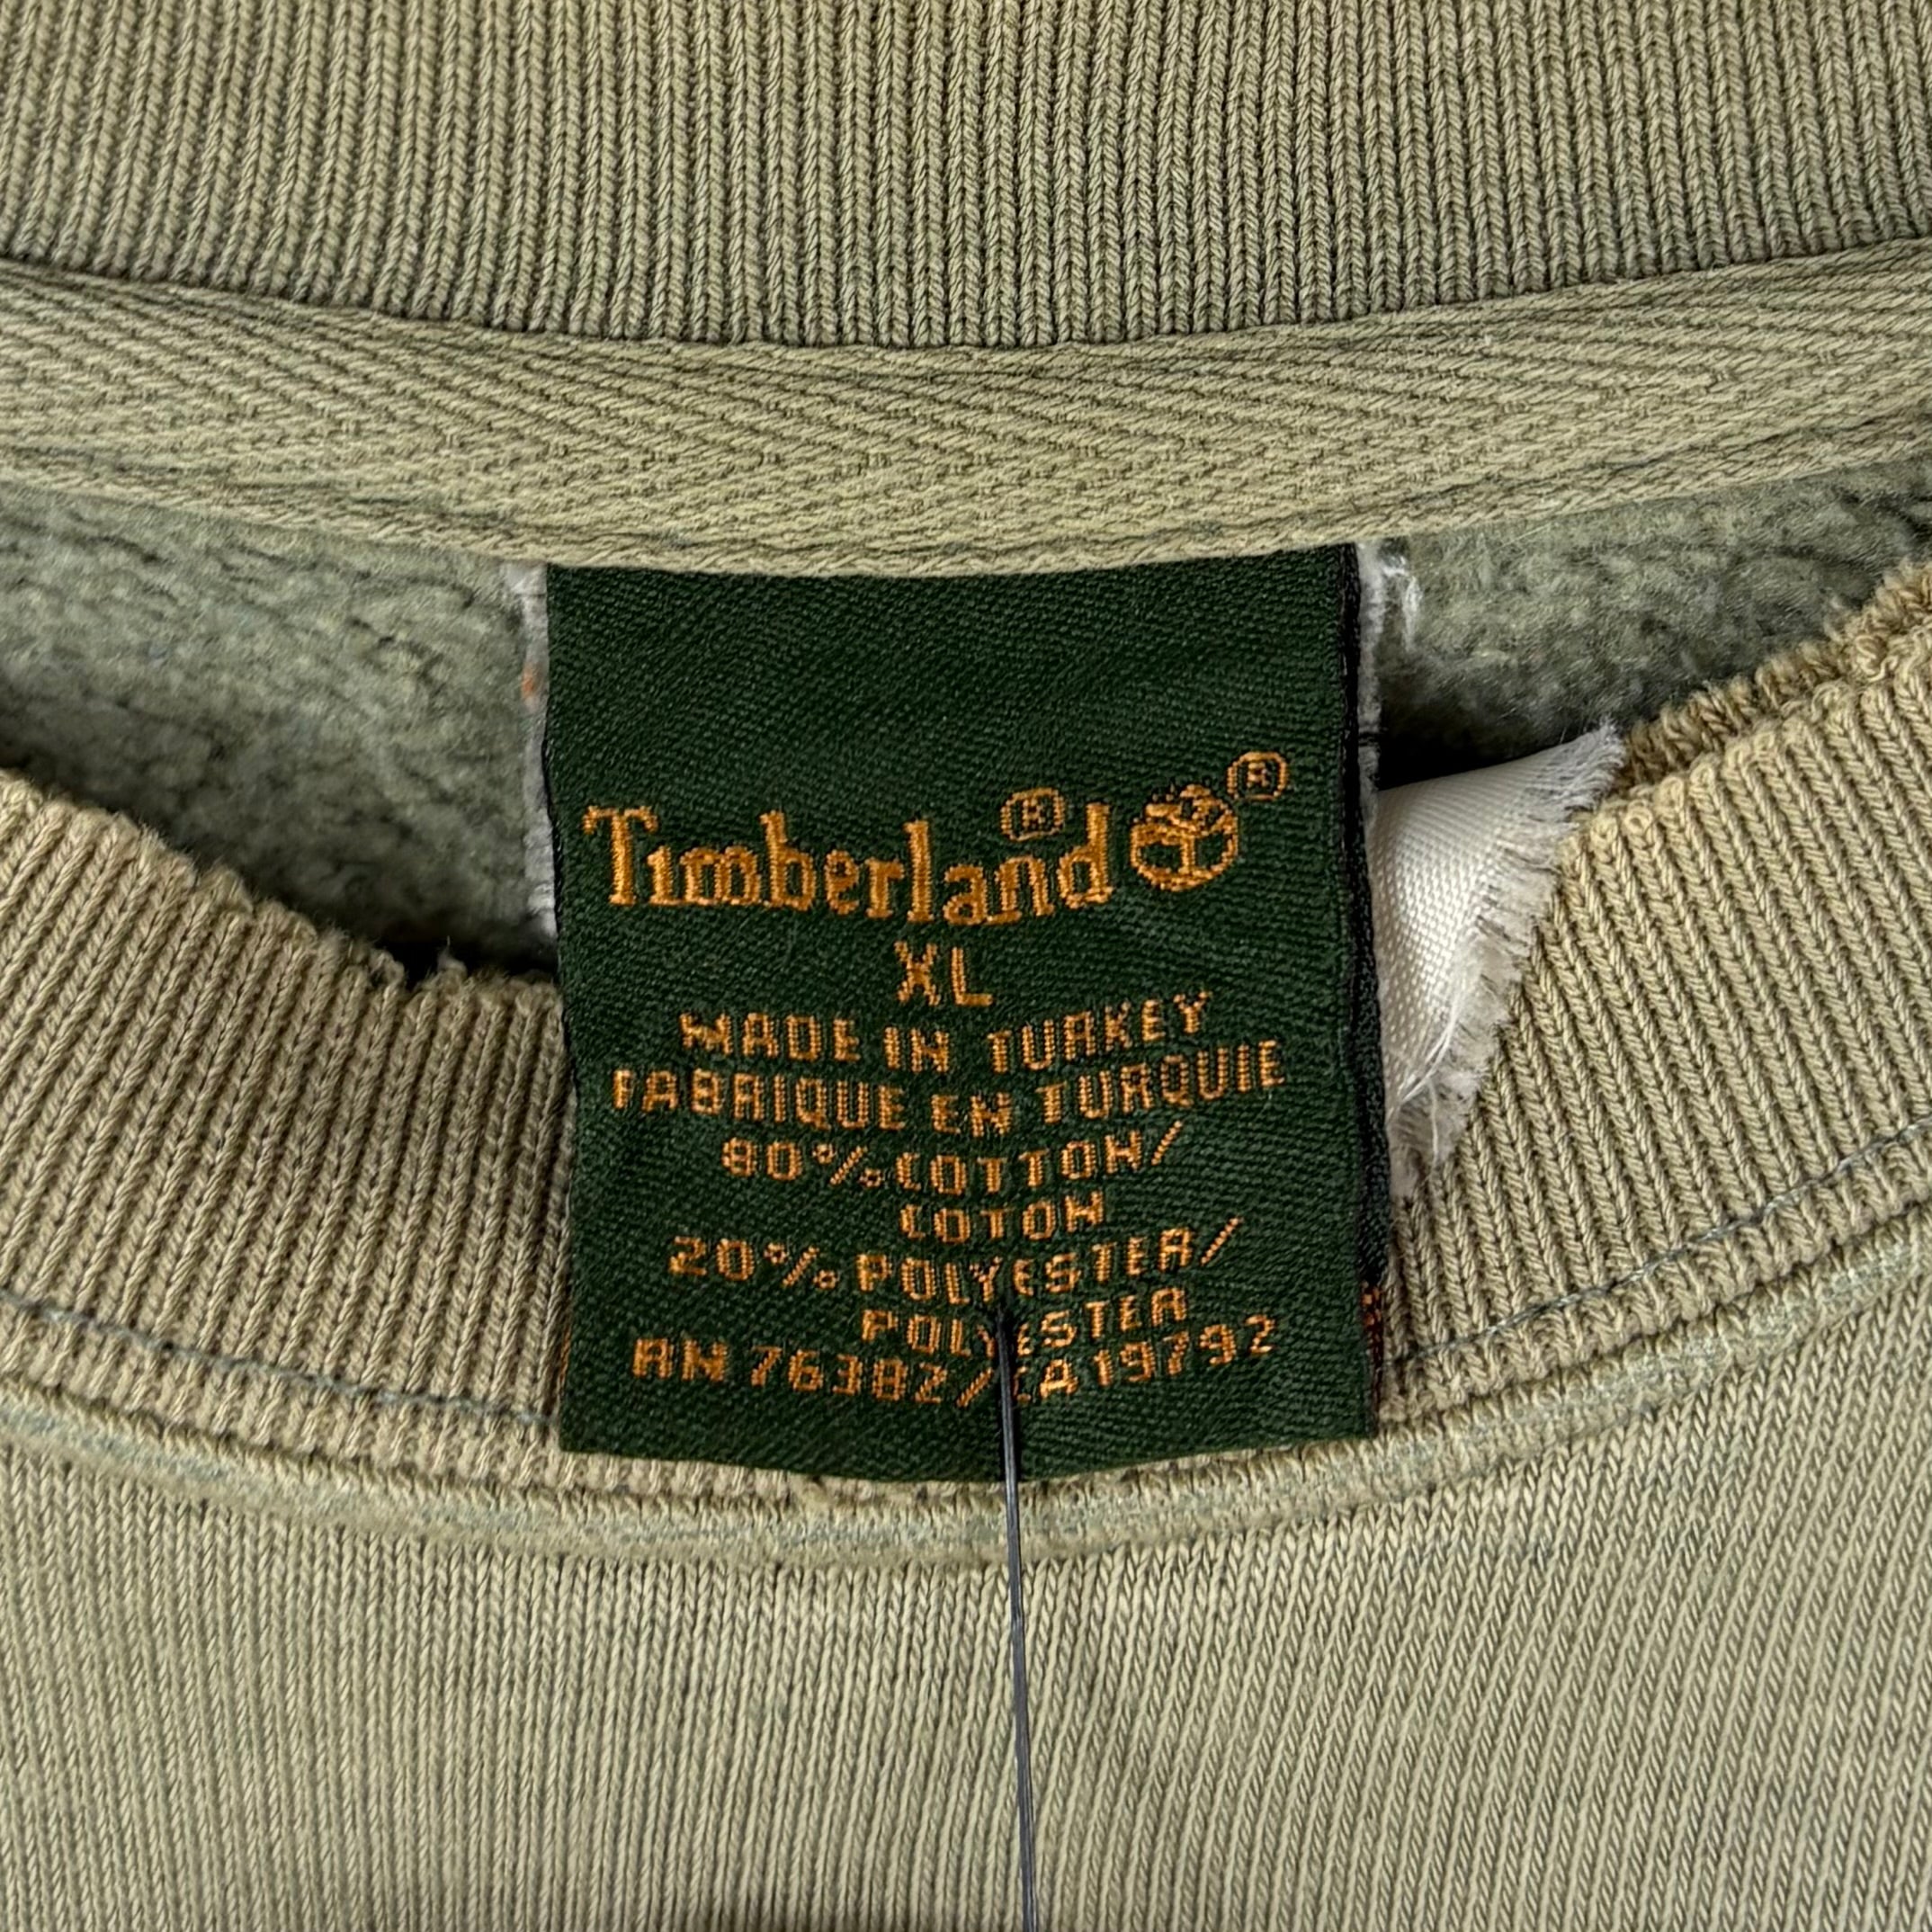 Timberland® ®
XL
MADE IN TURKEY
FABRIQUE EN TURQUIE
80% COTTON/
COTON
20% POLYESTER/
POLYESTER
RN 76382/CA19792